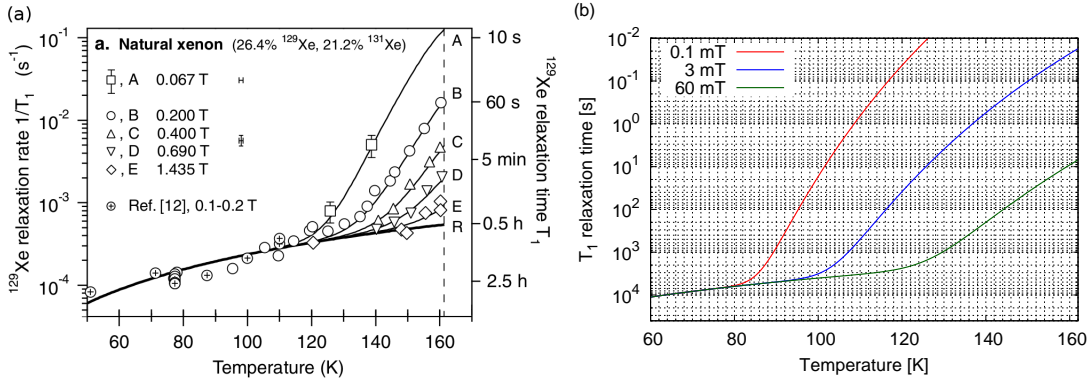 (a)
a. Natural xenon (26.4% ¹²⁹Xe, 21.2% ¹³¹Xe)
, A 0.067 T
, B 0.200 T
, C 0.400 T
, D 0.690 T
, E 1.435 T
Ref. [12], 0.1-0.2 T
¹²⁹Xe relaxation rate 1/T₁ (s⁻¹)
10⁻¹
10⁻²
10⁻³
10⁻⁴
60
80
100
120
140
160
Temperature (K)
A
B
C
D
E
R
10 s
60 s
5 min
0.5 h
2.5 h
¹²⁹Xe relaxation time T₁
(b)
0.1 mT
3 mT
60 mT
T₁ relaxation time [s]
10⁻²
10⁻¹
10⁰
10¹
10²
10³
10⁴
60
80
100
120
140
160
Temperature [K]